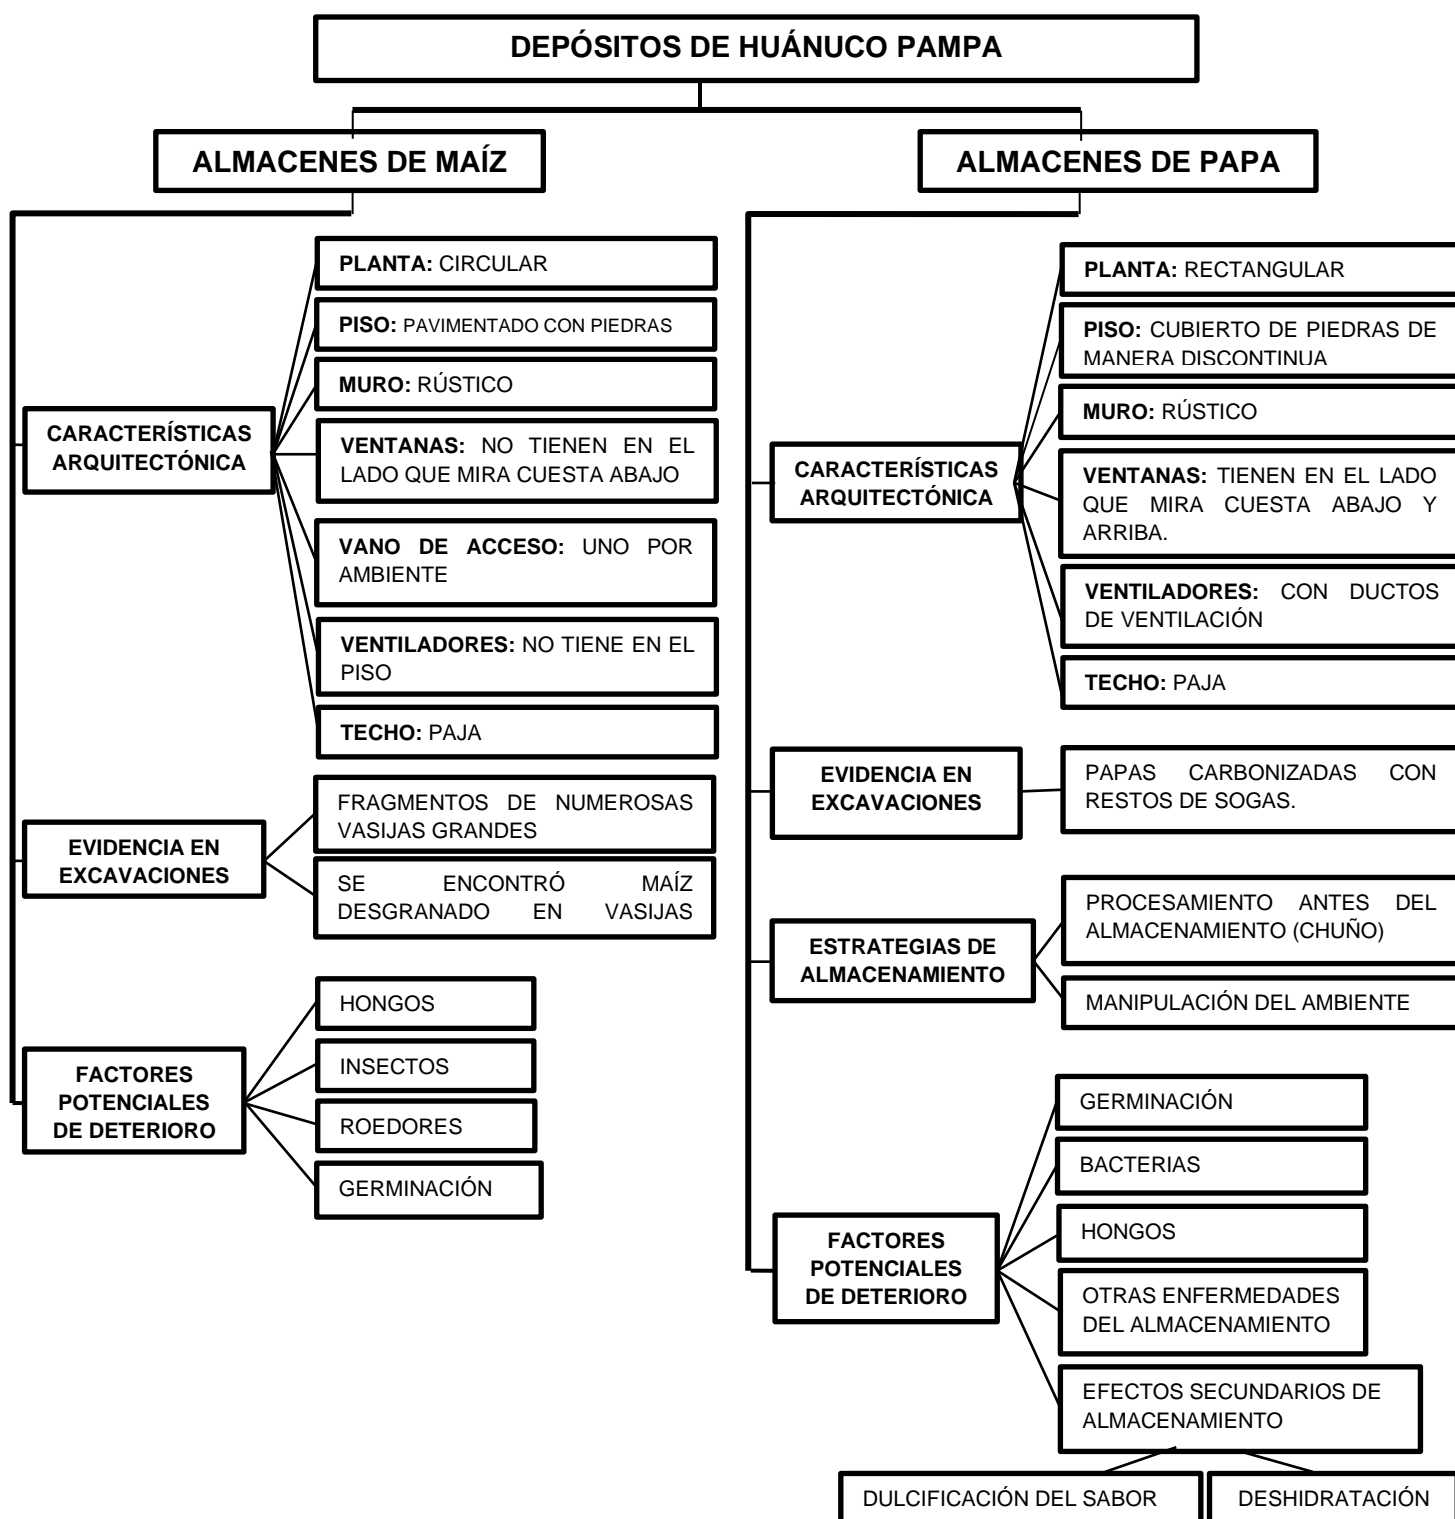 DEPÓSITOS DE HUÁNUCO PAMPA
ALMACENES DE MAÍZ
PLANTA: CIRCULAR
PISO: PAVIMENTADO CON PIEDRAS
MURO: RÚSTICO
CARACTERÍSTICAS
ARQUITECTÓNICA
VENTANAS: NO TIENEN EN EL
LADO QUE MIRA CUESTA ABAJO
VANO DE ACCESO: UNO POR
AMBIENTE
VENTILADORES: NO TIENE EN EL
PISO
TECHO: PAJA
EVIDENCIA EN
EXCAVACIONES
FRAGMENTOS DE NUMEROSAS
VASIJAS GRANDES
SE ENCONTRÓ MAÍZ
DESGRANADO EN VASIJAS
FACTORES
POTENCIALES
DE DETERIORO
HONGOS
INSECTOS
ROEDORES
GERMINACIÓN
ALMACENES DE PAPA
PLANTA: RECTANGULAR
PISO: CUBIERTO DE PIEDRAS DE
MANERA DISCONTINUA
MURO: RÚSTICO
CARACTERÍSTICAS
ARQUITECTÓNICA
VENTANAS: TIENEN EN EL LADO
QUE MIRA CUESTA ABAJO Y
ARRIBA.
VENTILADORES: CON DUCTOS
DE VENTILACIÓN
TECHO: PAJA
EVIDENCIA EN
EXCAVACIONES
PAPAS CARBONIZADAS CON
RESTOS DE SOGAS.
ESTRATEGIAS DE
ALMACENAMIENTO
PROCESAMIENTO ANTES DEL
ALMACENAMIENTO (CHUÑO)
MANIPULACIÓN DEL AMBIENTE
FACTORES
POTENCIALES
DE DETERIORO
GERMINACIÓN
BACTERIAS
HONGOS
OTRAS ENFERMEDADES
DEL ALMACENAMIENTO
EFECTOS SECUNDARIOS DE
ALMACENAMIENTO
DULCIFICACIÓN DEL SABOR
DESHIDRATACIÓN